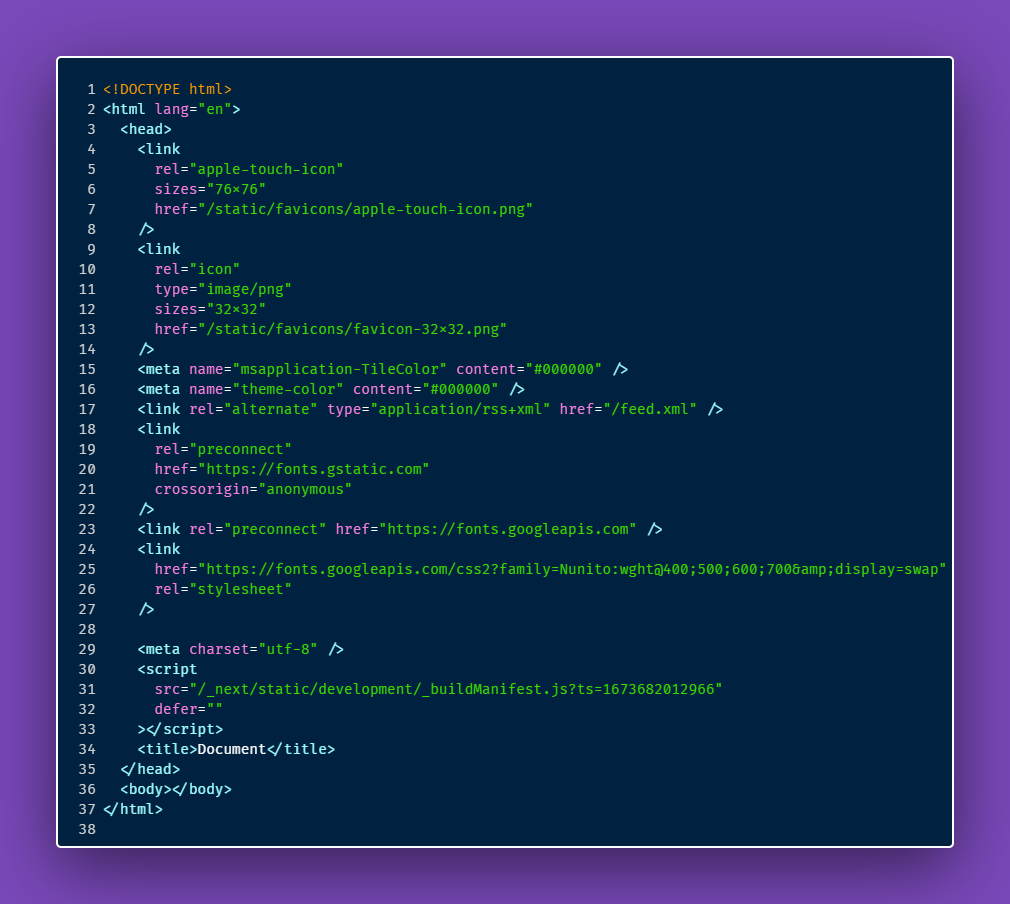 1 <!DOCTYPE html>
2 <html lang="en">
3   <head>
4     <link
5       rel="apple-touch-icon"
6       sizes="76x76"
7       href="/static/favicons/apple-touch-icon.png"
8     />
9     <link
10       rel="icon"
11       type="image/png"
12       sizes="32x32"
13       href="/static/favicons/favicon-32x32.png"
14     />
15     <meta name="msapplication-TileColor" content="#000000" />
16     <meta name="theme-color" content="#000000" />
17     <link rel="alternate" type="application/rss+xml" href="/feed.xml" />
18     <link
19       rel="preconnect"
20       href="https://fonts.gstatic.com"
21       crossorigin="anonymous"
22     />
23     <link rel="preconnect" href="https://fonts.googleapis.com" />
24     <link
25       href="https://fonts.googleapis.com/css2?family=Nunito:wght@400;500;600;700&amp;display=swap"
26       rel="stylesheet"
27     />
28
29     <meta charset="utf-8" />
30     <script
31       src="/_next/static/development/_buildManifest.js?ts=1673682012966"
32       defer=""
33     ></script>
34     <title>Document</title>
35   </head>
36   <body></body>
37 </html>
38